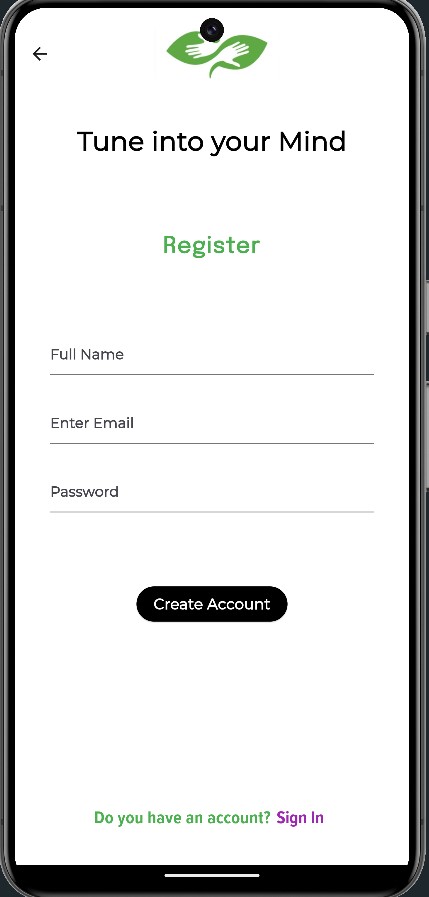 Tune into your Mind
Register
Full Name
Enter Email
Password
Create Account
Do you have an account? Sign In